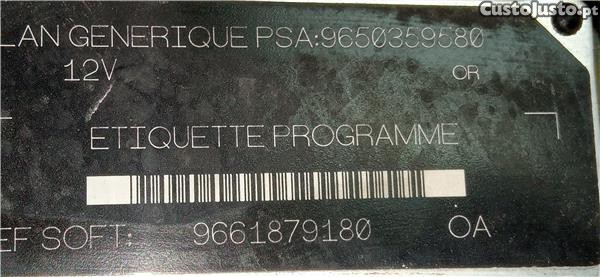 CustoJusto.pt
LAN GENERIQUE PSA:9650359580
12V OR
ETIQUETTE PROGRAMME
EF SOFT: 9661879180 OA